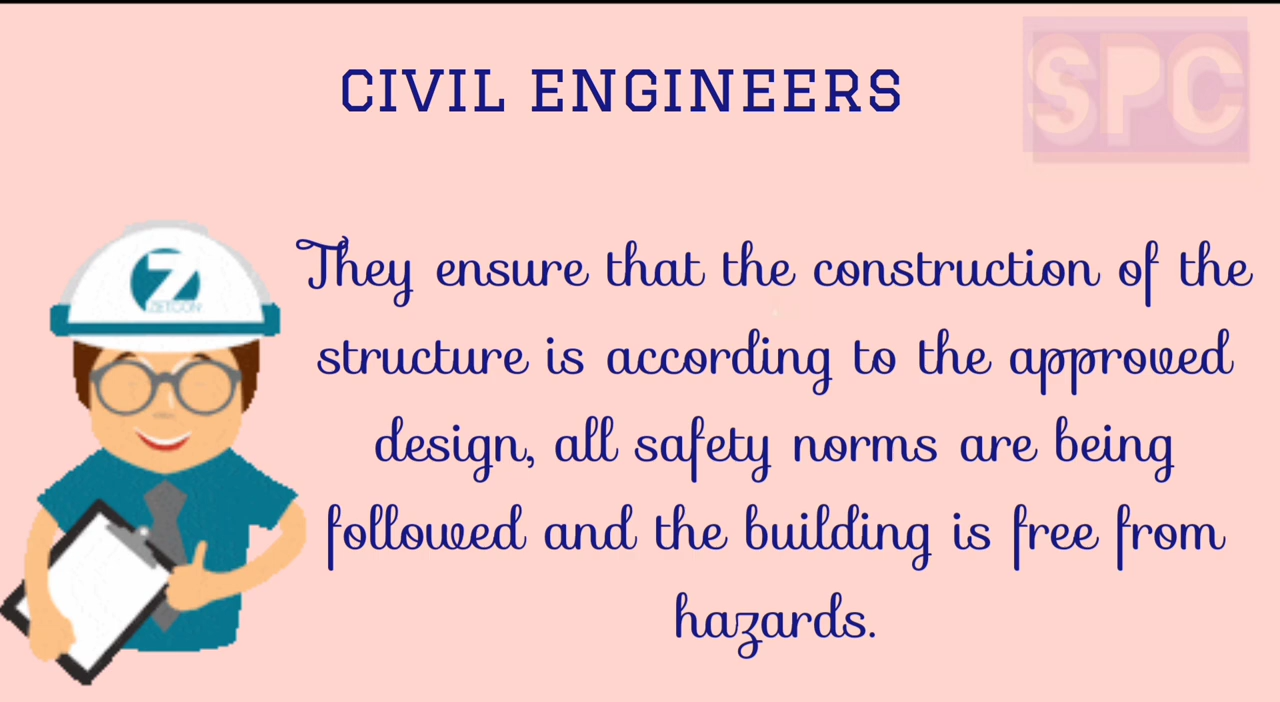 CIVIL ENGINEERS
SPC
Z
ZETOON
They ensure that the construction of the
structure is according to the approved
design, all safety norms are being
followed and the building is free from
hazards.